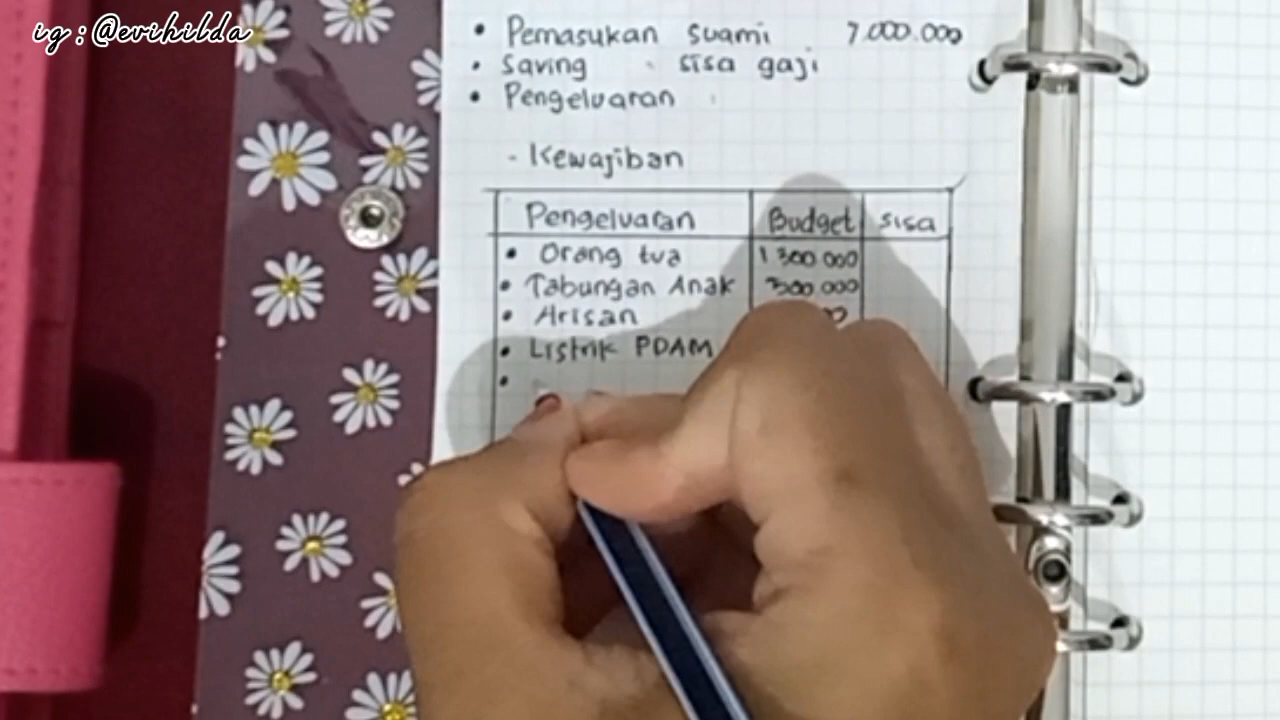 ig : @evihilda
• Pemasukan suami 7.000.000
• Saving sisa gaji
• Pengeluaran
- Kewajiban
Pengeluaran Budget sisa
• Orang tua 1.300.000
• Tabungan Anak 300.000
• Arisan
• Listrik PDAM
•